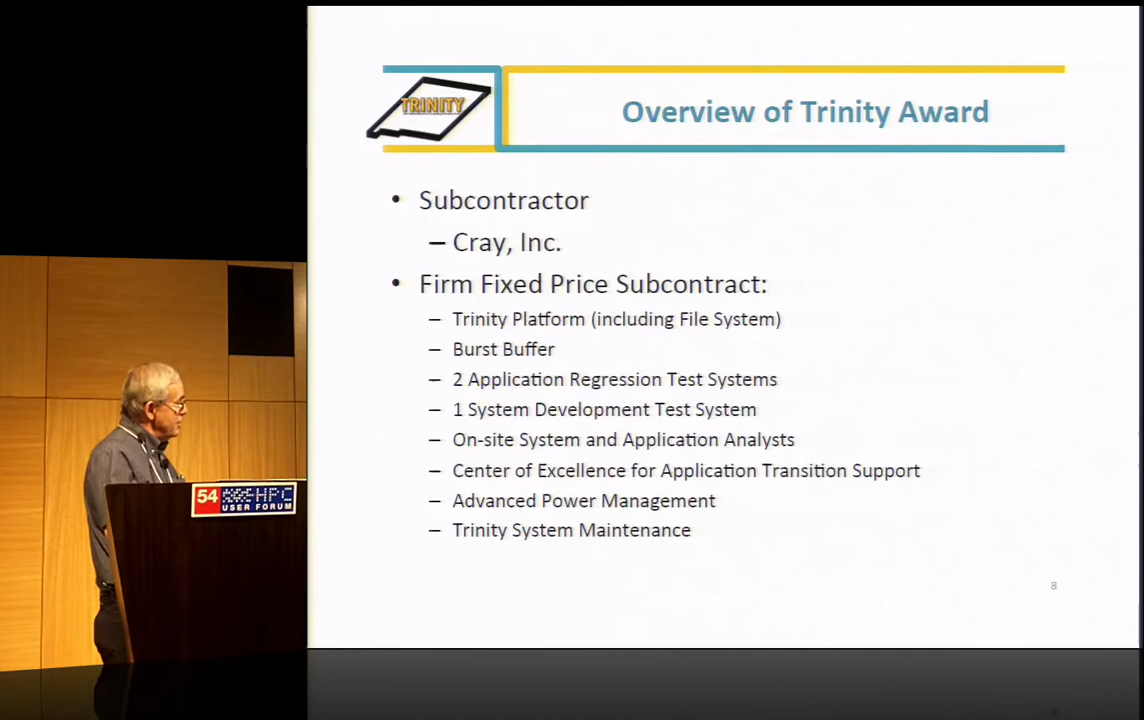 TRINITY
Overview of Trinity Award
• Subcontractor
– Cray, Inc.
• Firm Fixed Price Subcontract:
– Trinity Platform (including File System)
– Burst Buffer
– 2 Application Regression Test Systems
– 1 System Development Test System
– On-site System and Application Analysts
– Center of Excellence for Application Transition Support
– Advanced Power Management
– Trinity System Maintenance
8
54 HPC
USER FORUM